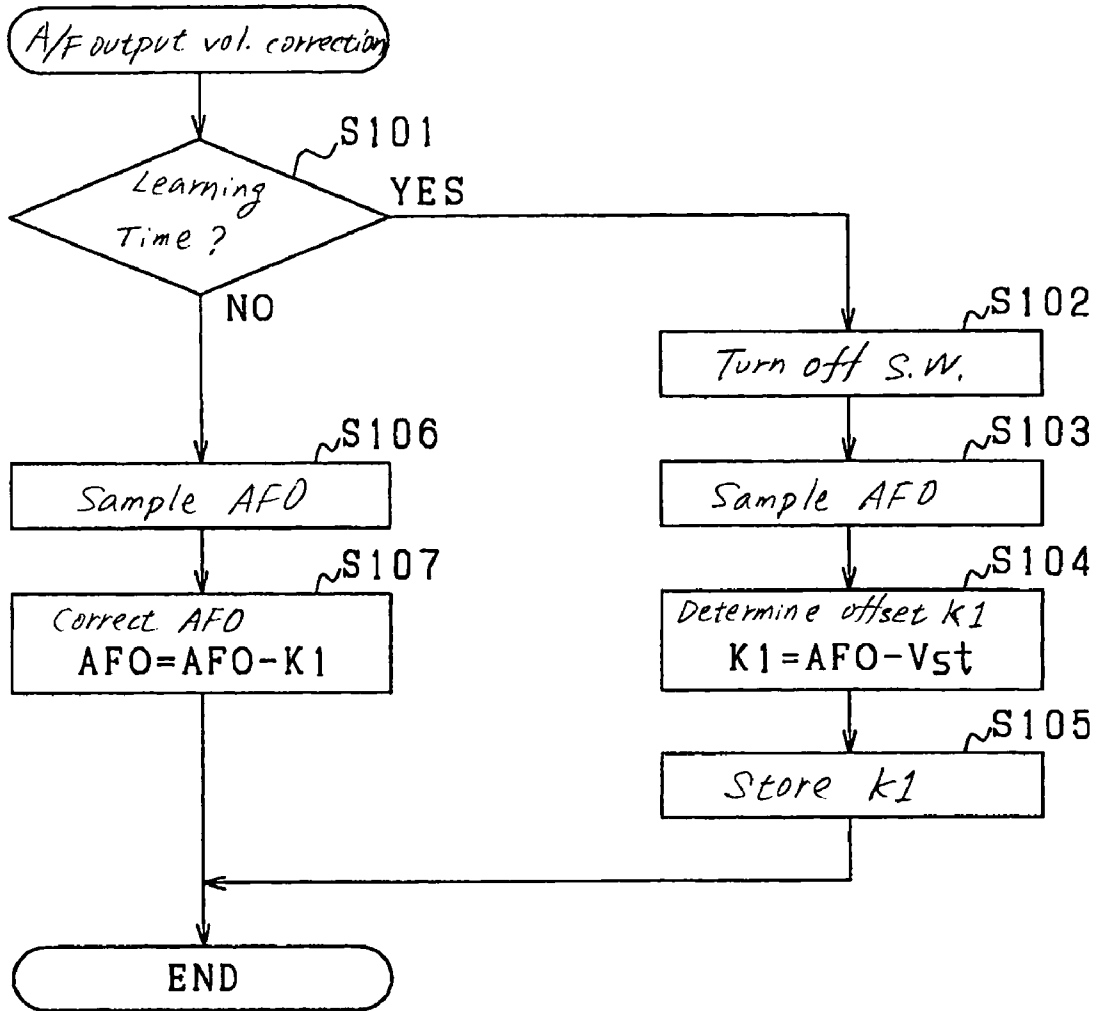 A/F output vol. correction
S101
Learning
Time?
YES
NO
S102
Turn off S.W.
S103
Sample AFO
S104
Determine offset K1
K1=AFO-Vst
S105
Store K1
S106
Sample AFO
S107
Correct AFO
AFO=AFO-K1
END